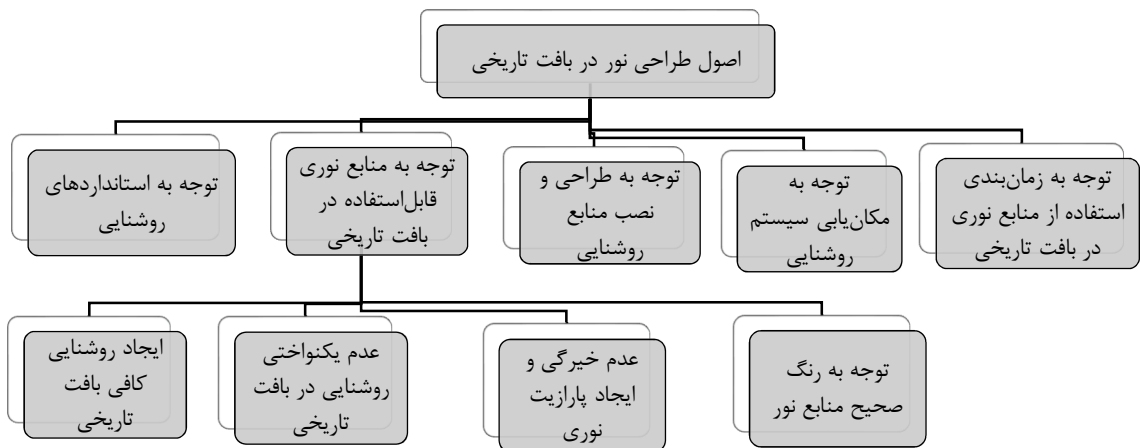 اصول طراحی نور در بافت تاریخی
توجه به زمان‌بندی
استفاده از منابع نوری
در بافت تاریخی
توجه به
مکان‌یابی سیستم
روشنایی
توجه به طراحی و
نصب منابع
روشنایی
توجه به منابع نوری
قابل‌استفاده در
بافت تاریخی
توجه به استانداردهای
روشنایی
توجه به رنگ
صحیح منابع نور
عدم خیرگی و
ایجاد پارازیت
نوری
عدم یکنواختی
روشنایی در بافت
تاریخی
ایجاد روشنایی
کافی بافت
تاریخی